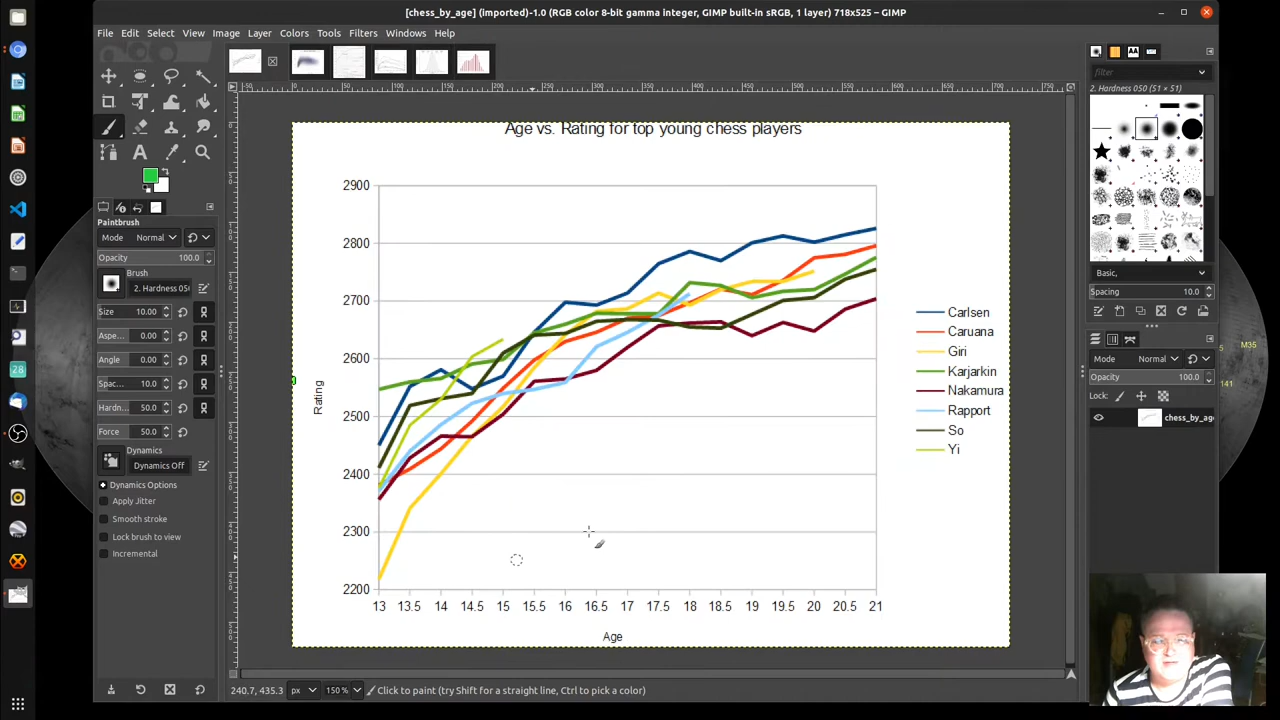 [chess_by_age] (imported)-1.0 (RGB color 8-bit gamma integer, GIMP built-in sRGB, 1 layer) 718x525 – GIMP
File Edit Select View Image Layer Colors Tools Filters Windows Help
filter
2. Hardness 050 (51 × 51)
Paintbrush
Mode Normal
Opacity 100.0
Brush
2. Hardness 050
Size 10.00
Aspe... 0.00
Angle 0.00
Spac... 10.0
Hardn... 50.0
Force 50.0
Dynamics
Dynamics Off
Dynamics Options
Apply Jitter
Smooth stroke
Lock brush to view
Incremental
Age vs. Rating for top young chess players
2900
2800
2700
2600
2500
2400
2300
2200
Rating
13 13.5 14 14.5 15 15.5 16 16.5 17 17.5 18 18.5 19 19.5 20 20.5 21
Age
Carlsen
Caruana
Giri
Karjarkin
Nakamura
Rapport
So
Yi
Basic,
Spacing 10.0
Mode Normal
Opacity 100.0
Lock:
chess_by_age
M35
141
28
240.7, 435.3 px 150 % Click to paint (try Shift for a straight line, Ctrl to pick a color)